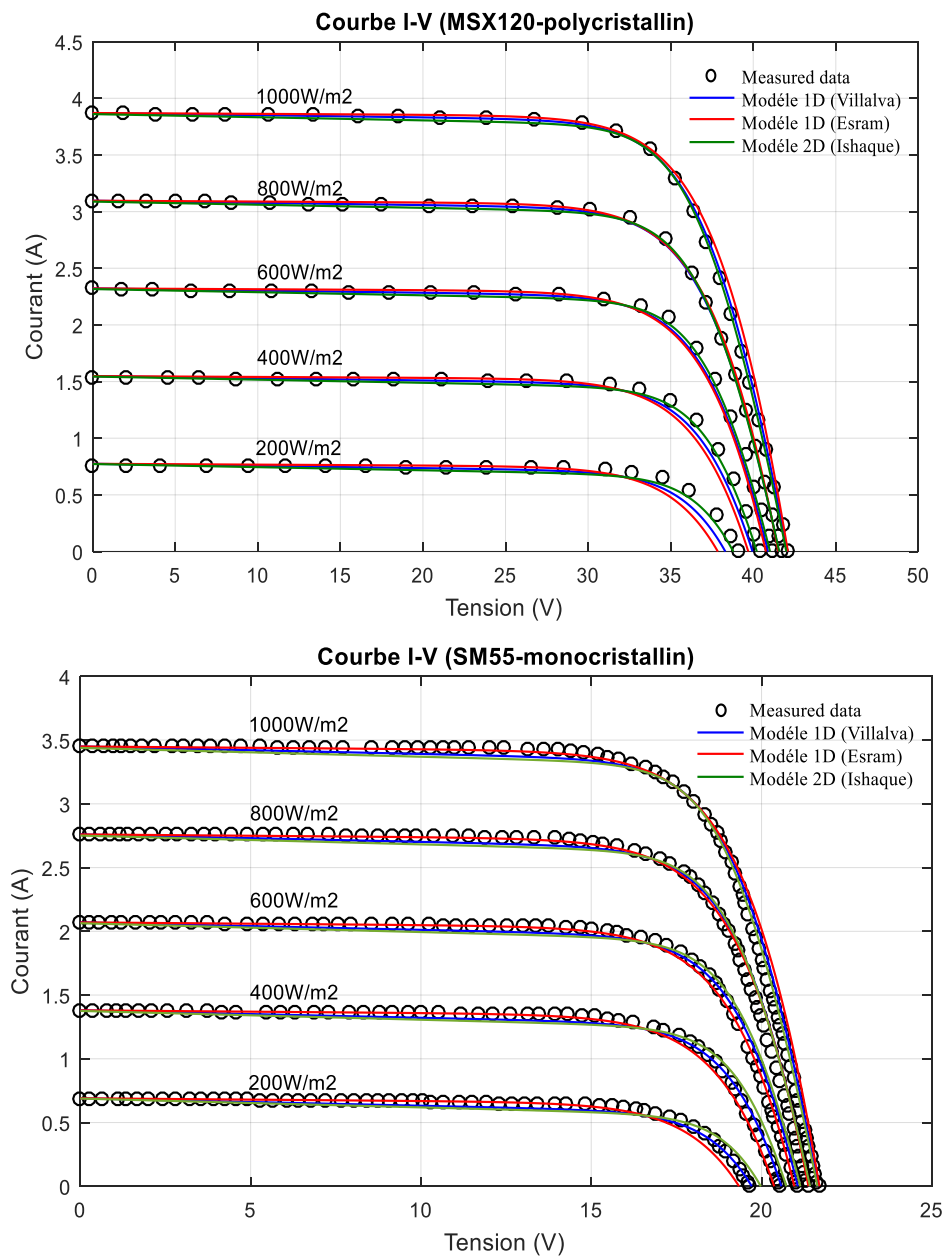 Courbe I-V (MSX120-polycristallin)
4.5
4
3.5
3
2.5
2
1.5
1
0.5
0
Courant (A)
1000W/m2
800W/m2
600W/m2
400W/m2
200W/m2
Measured data
Modéle 1D (Villalva)
Modéle 1D (Esram)
Modéle 2D (Ishaque)
0 5 10 15 20 25 30 35 40 45 50
Tension (V)
Courbe I-V (SM55-monocristallin)
4
3.5
3
2.5
2
1.5
1
0.5
0
Courant (A)
1000W/m2
800W/m2
600W/m2
400W/m2
200W/m2
Measured data
Modéle 1D (Villalva)
Modéle 1D (Esram)
Modéle 2D (Ishaque)
0 5 10 15 20 25
Tension (V)